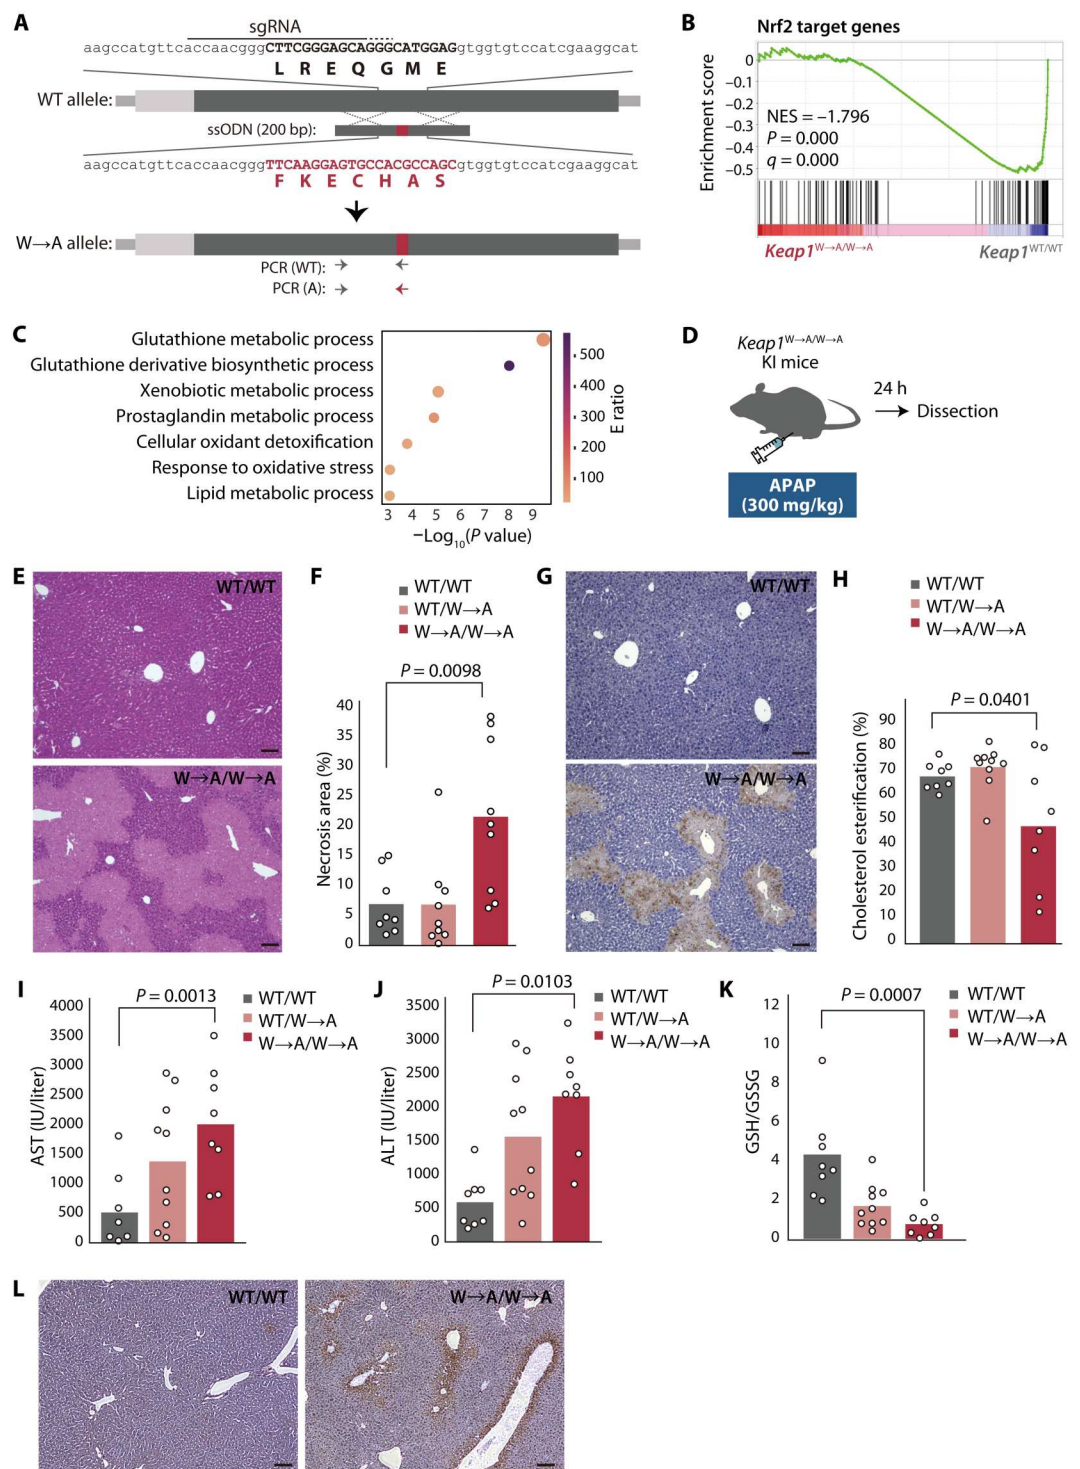 A
sgRNA
aagccatgttcaccaacgggCTTCGGGAGCAGGGCATGGAGgtggtgtccatcgaaggcat
L R E Q G M E
WT allele:
ssODN (200 bp):
aagccatgttcaccaacgggTTCAAGGAGTGCCACGCCAGCgtggtgtccatcgaaggcat
F K E C H A S
W→A allele:
PCR (WT):
PCR (A):
B
Nrf2 target genes
Enrichment score
0
−0.1
−0.2
−0.3
−0.4
−0.5
NES = −1.796
P = 0.000
q = 0.000
Keap1W→A/W→A
Keap1WT/WT
C
Glutathione metabolic process
Glutathione derivative biosynthetic process
Xenobiotic metabolic process
Prostaglandin metabolic process
Cellular oxidant detoxification
Response to oxidative stress
Lipid metabolic process
3 4 5 6 7 8 9
−Log10(P value)
500
400
300
200
100
E ratio
D
Keap1W→A/W→A
KI mice
24 h
Dissection
APAP
(300 mg/kg)
E
WT/WT
W→A/W→A
F
WT/WT
WT/W→A
W→A/W→A
P = 0.0098
Necrosis area (%)
40
35
30
25
20
15
10
5
0
G
WT/WT
W→A/W→A
H
WT/WT
WT/W→A
W→A/W→A
P = 0.0401
Cholesterol esterification (%)
90
80
70
60
50
40
30
20
10
0
I
P = 0.0013
WT/WT
WT/W→A
W→A/W→A
AST (IU/liter)
4000
3500
3000
2500
2000
1500
1000
500
0
J
P = 0.0103
WT/WT
WT/W→A
W→A/W→A
ALT (IU/liter)
3500
3000
2500
2000
1500
1000
500
0
K
P = 0.0007
WT/WT
WT/W→A
W→A/W→A
GSH/GSSG
12
10
8
6
4
2
0
L
WT/WT
W→A/W→A